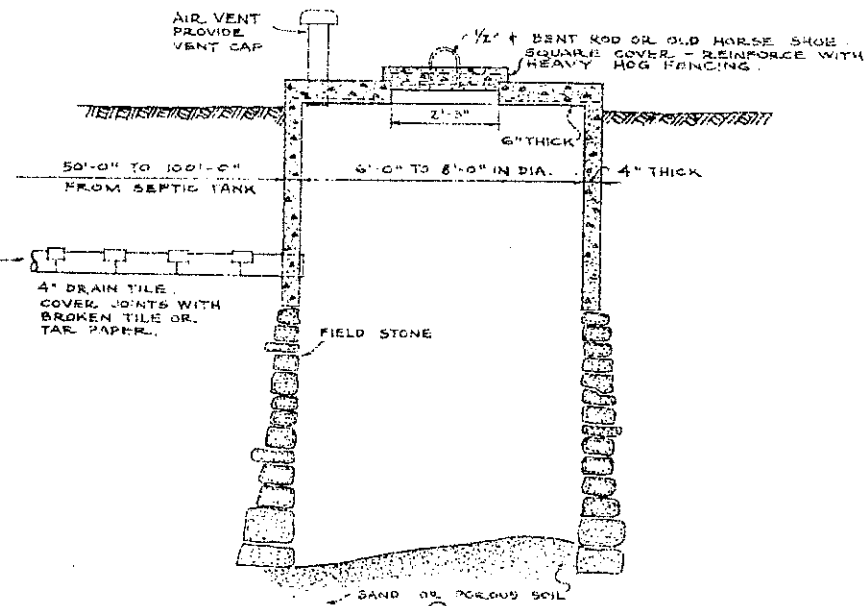 AIR VENT
PROVIDE
VENT CAP
1/2" ϕ BENT ROD OR OLD HORSE SHOE.
SQUARE COVER - REINFORCE WITH
HEAVY HOG FENCING.
2'-3"
6" THICK
50'-0" TO 100'-0"
FROM SEPTIC TANK
6'-0" TO 8'-0" IN DIA.
4" THICK
4" DRAIN TILE.
COVER JOINTS WITH
BROKEN TILE OR
TAR PAPER.
FIELD STONE
SAND OR POROUS SOIL